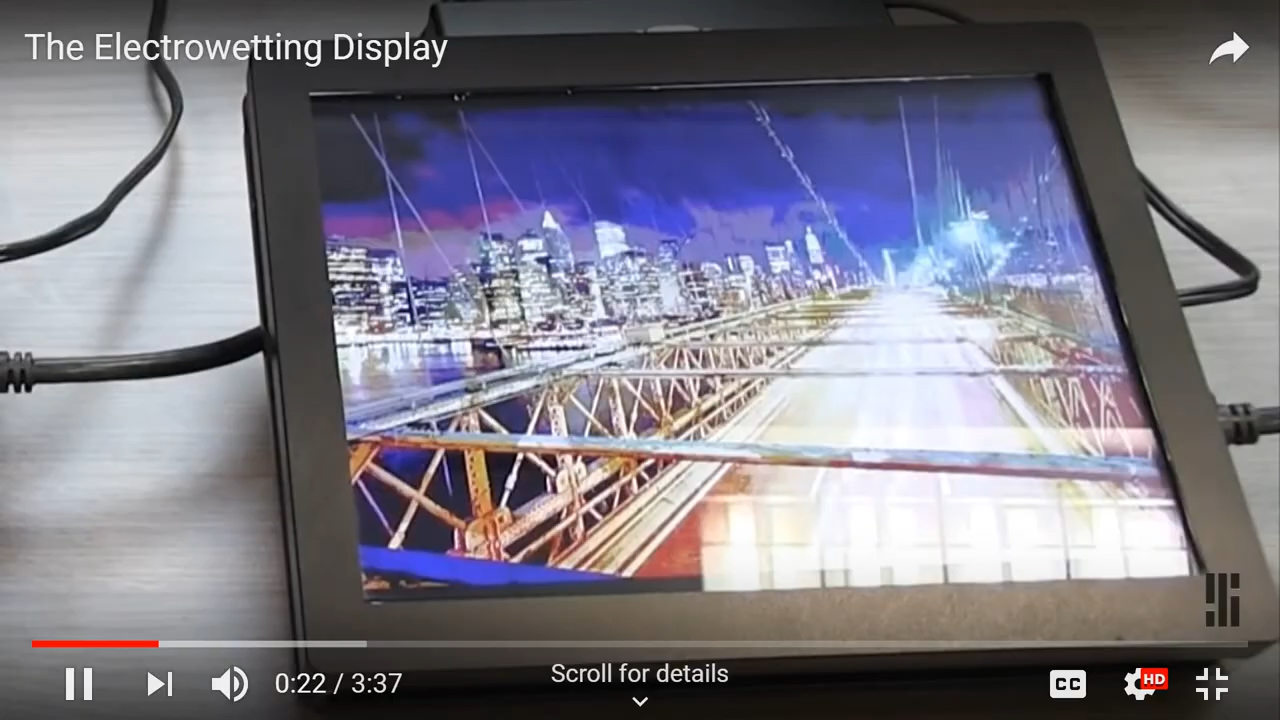 The Electrowetting Display
0:22 / 3:37
Scroll for details
CC
HD